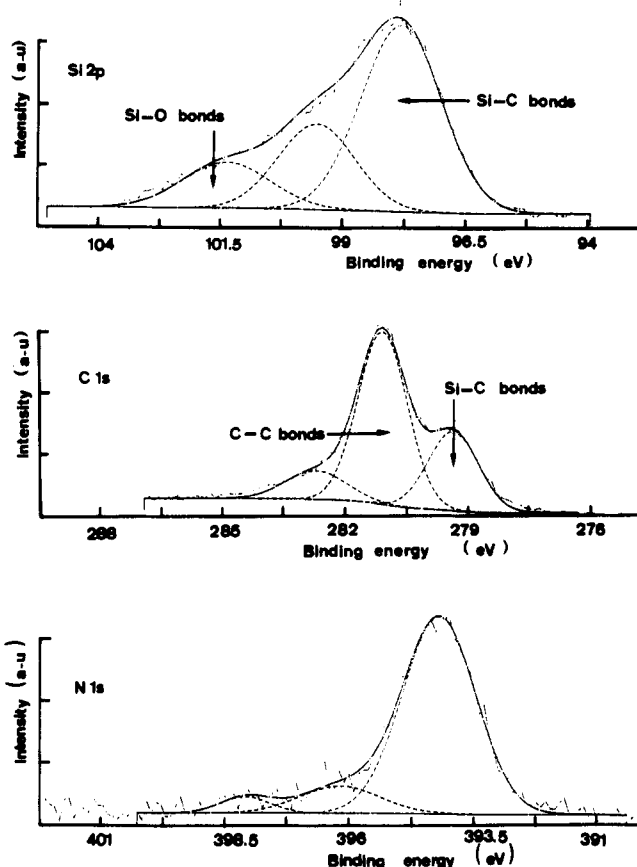 Intensity (a-u)
Si 2p
Si-O bonds
Si-C bonds
104 101.5 99 96.5 94
Binding energy (eV)
Intensity (a-u)
C 1s
C-C bonds
Si-C bonds
288 285 282 279 276
Binding energy (eV)
Intensity (a-u)
N 1s
401 398.5 396 393.5 391
Binding energy (eV)